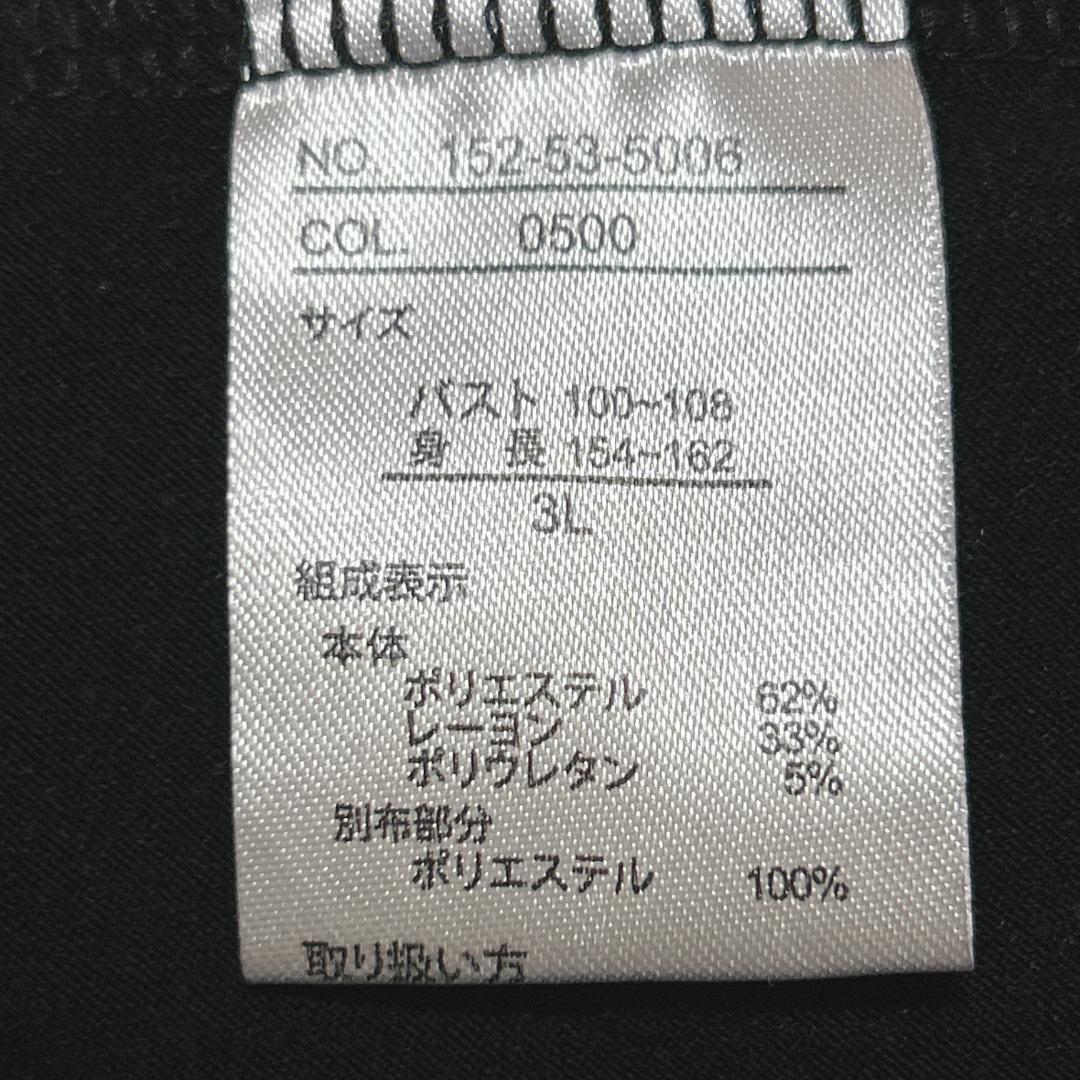 NO. 152-53-5006
COL. 0500
サイズ
バスト 100~108
身 長 154~162
3L
組成表示
本体
ポリエステル 62%
レーヨン 33%
ポリウレタン 5%
別布部分
ポリエステル 100%
取り扱い方